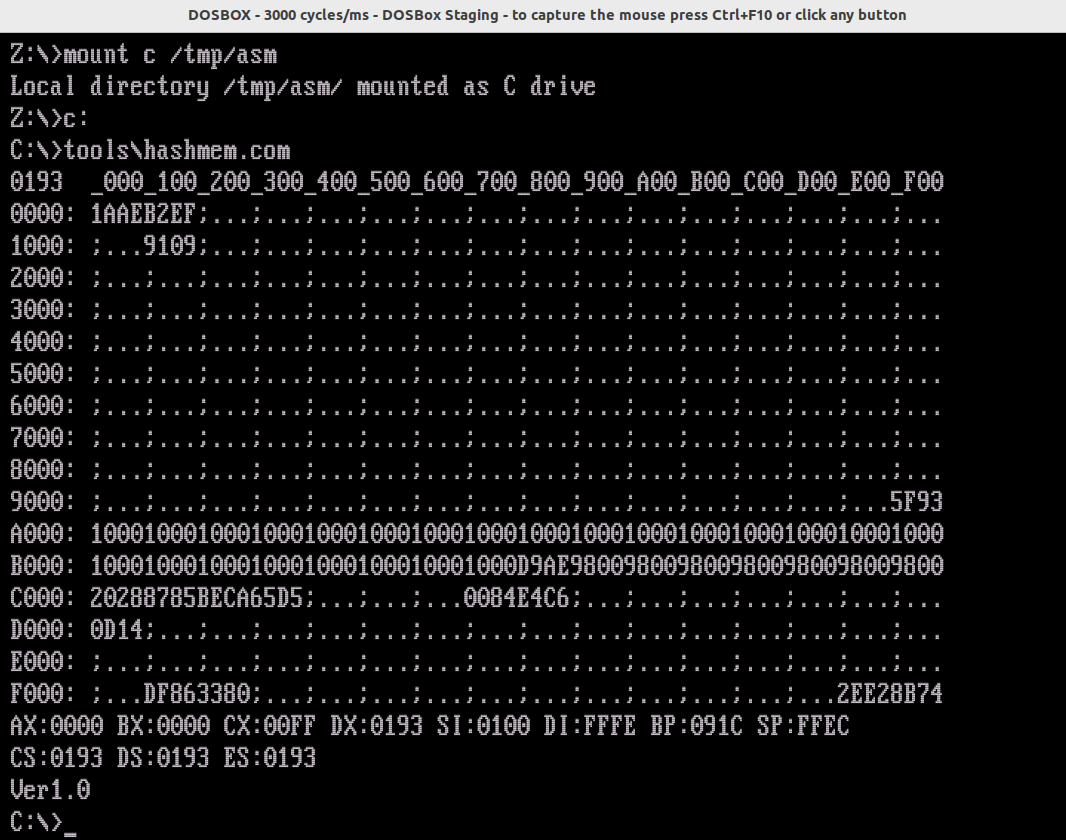 DOSBOX - 3000 cycles/ms - DOSBox Staging - to capture the mouse press Ctrl+F10 or click any button
Z:\>mount c /tmp/asm
Local directory /tmp/asm/ mounted as C drive
Z:\>c:
C:\>tools\hashmem.com
0193  _000_100_200_300_400_500_600_700_800_900_A00_B00_C00_D00_E00_F00
0000: 1AAEB2EF;...;...;...;...;...;...;...;...;...;...;...;...;...;...
1000: ;...9109;...;...;...;...;...;...;...;...;...;...;...;...;...;...
2000: ;...;...;...;...;...;...;...;...;...;...;...;...;...;...;...;...
3000: ;...;...;...;...;...;...;...;...;...;...;...;...;...;...;...;...
4000: ;...;...;...;...;...;...;...;...;...;...;...;...;...;...;...;...
5000: ;...;...;...;...;...;...;...;...;...;...;...;...;...;...;...;...
6000: ;...;...;...;...;...;...;...;...;...;...;...;...;...;...;...;...
7000: ;...;...;...;...;...;...;...;...;...;...;...;...;...;...;...;...
8000: ;...;...;...;...;...;...;...;...;...;...;...;...;...;...;...;...
9000: ;...;...;...;...;...;...;...;...;...;...;...;...;...;...;...5F93
A000: 1000100010001000100010001000100010001000100010001000100010001000
B000: 10001000100010001000100010001000D9AE9800980098009800980098009800
C000: 20288785BECA65D5;...;...;...0084E4C6;...;...;...;...;...;...;...
D000: 0D14;...;...;...;...;...;...;...;...;...;...;...;...;...;...;...
E000: ;...;...;...;...;...;...;...;...;...;...;...;...;...;...;...;...
F000: ;...DF863380;...;...;...;...;...;...;...;...;...;...;...2EE28B74
AX:0000 BX:0000 CX:00FF DX:0193 SI:0100 DI:FFFE BP:091C SP:FFEC
CS:0193 DS:0193 ES:0193
Ver1.0
C:\>_